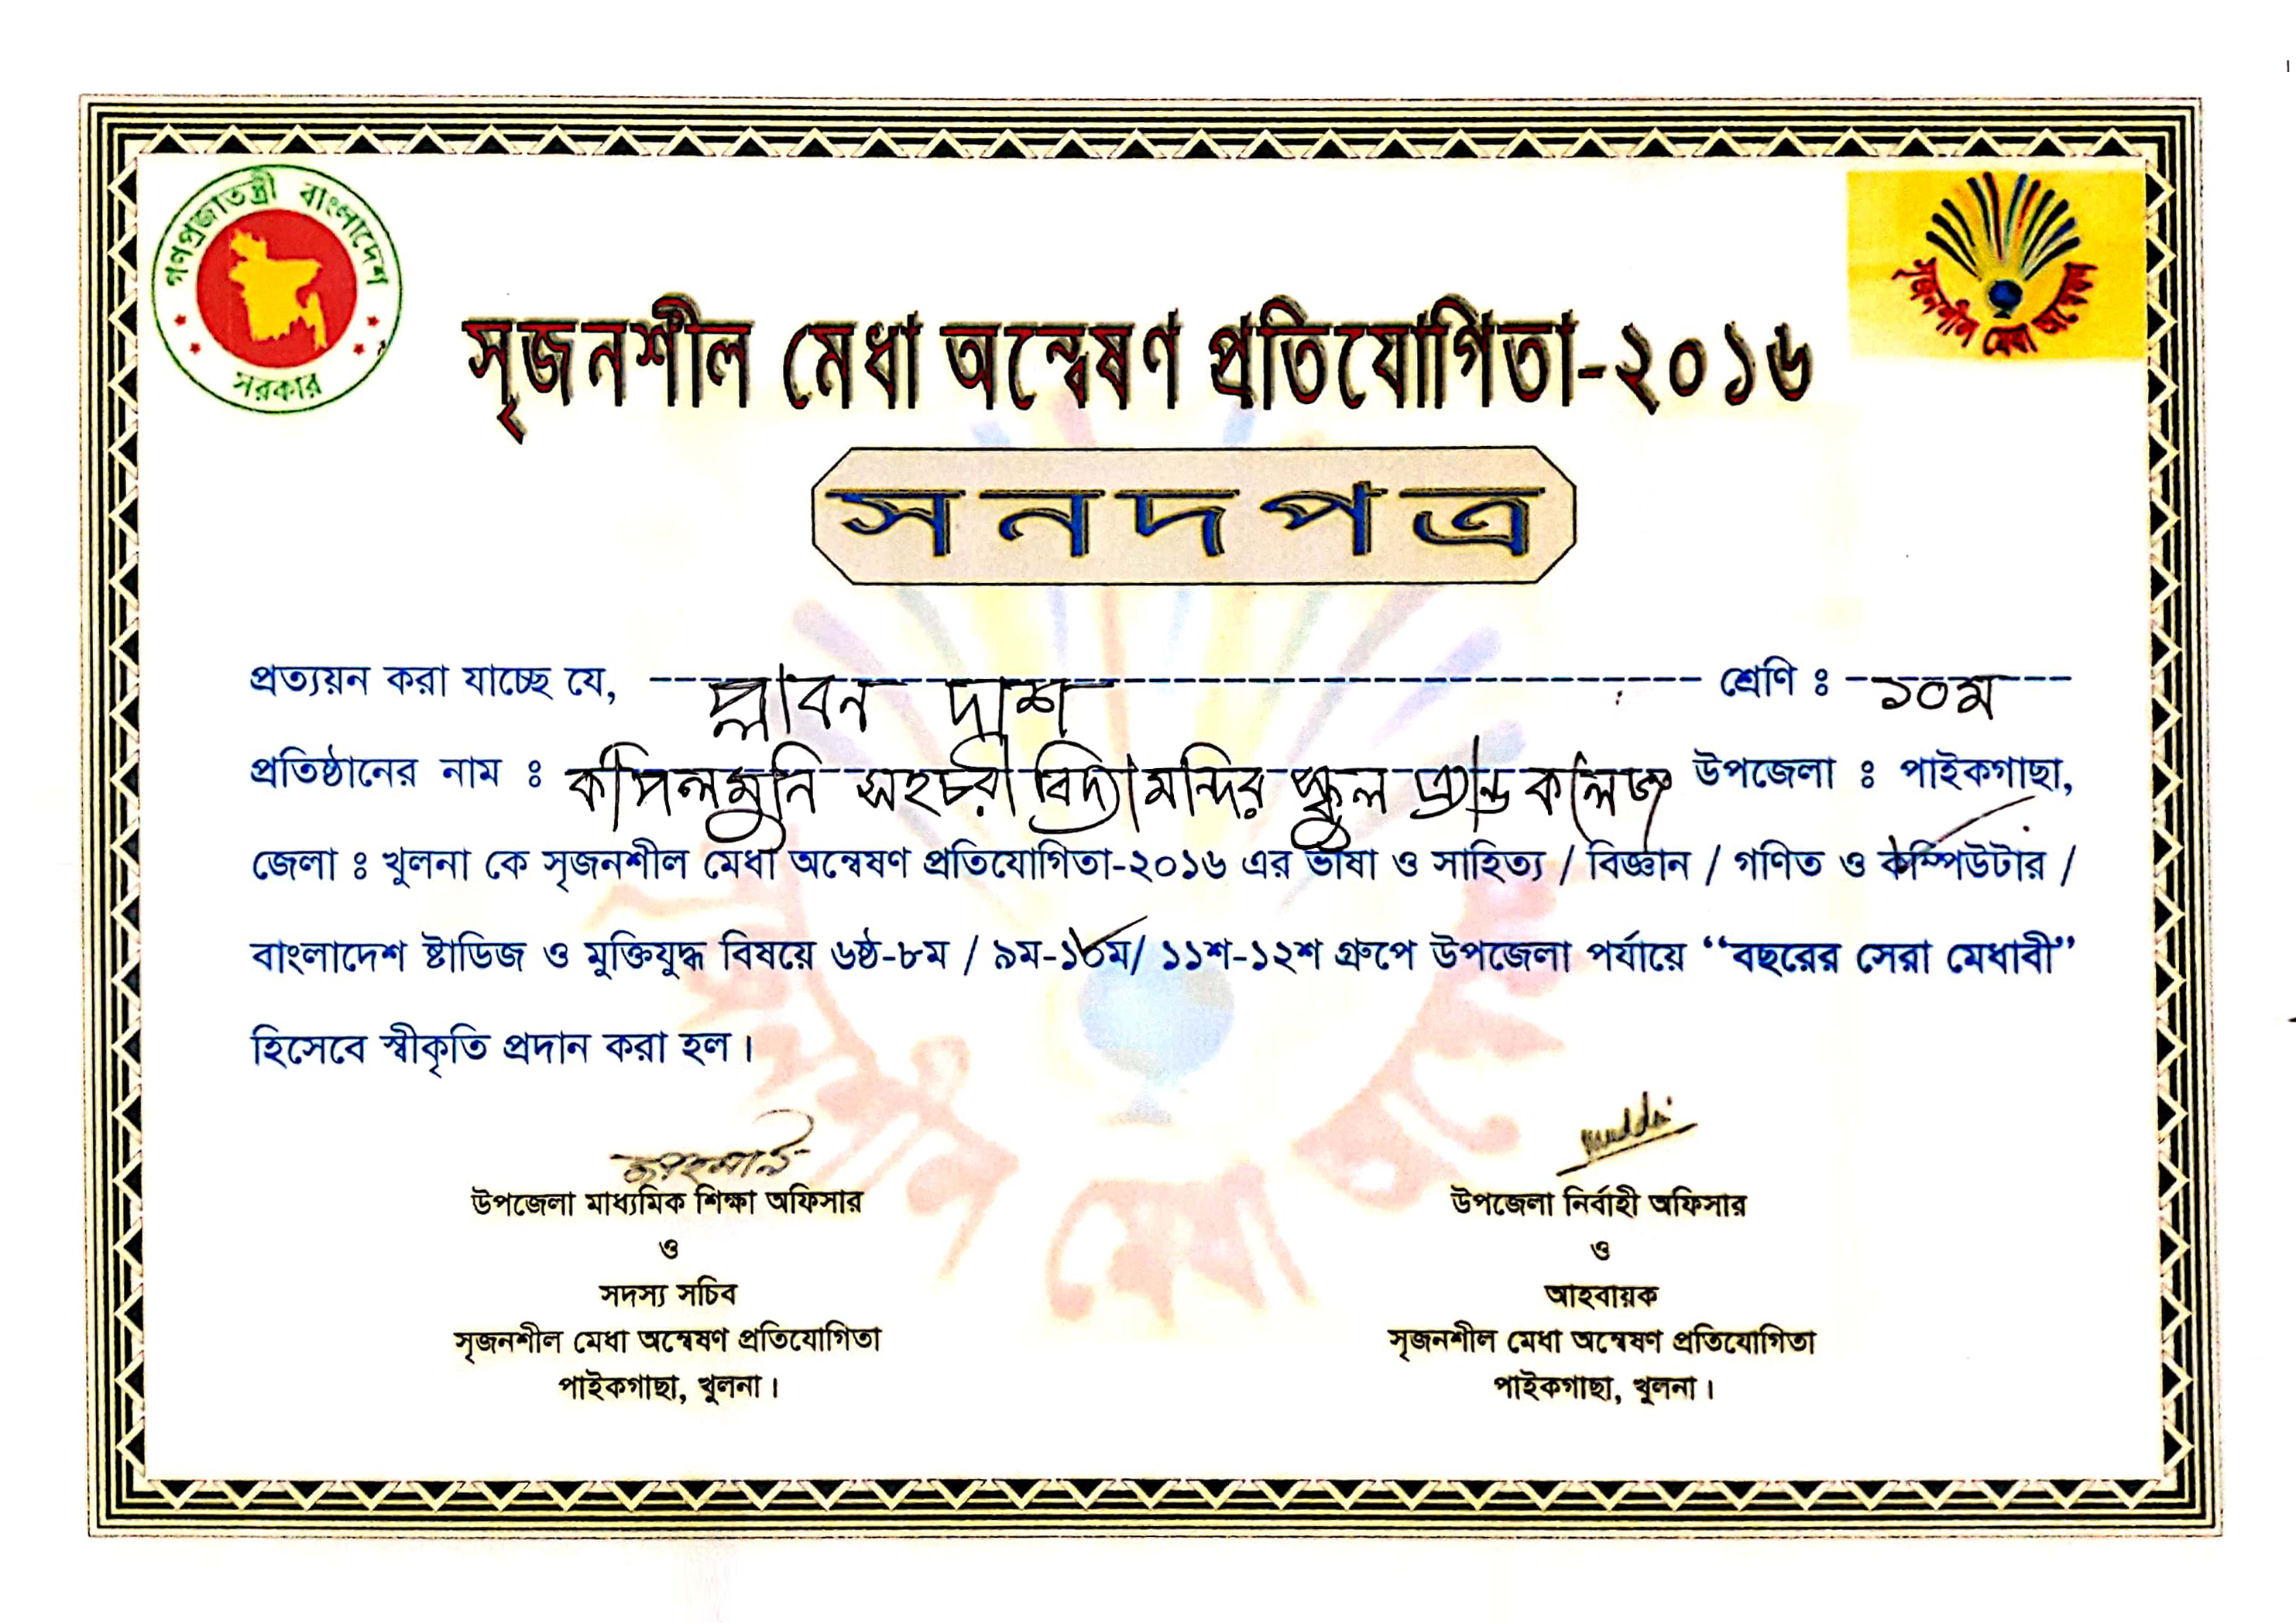 গণপ্রজাতন্ত্রী বাংলাদেশ
সরকার
সৃজনশীল মেধা অন্বেষণ
সৃজনশীল মেধা অন্বেষণ প্রতিযোগিতা-২০১৬
সনদপত্র
প্রত্যয়ন করা যাচ্ছে যে, প্লাবন দাশ শ্রেণি ঃ ১০ম
প্রতিষ্ঠানের নাম ঃ কপিলমুনি সহচরী বিদ্যামন্দির স্কুল এ্যান্ড কলেজ উপজেলা ঃ পাইকগাছা,
জেলা ঃ খুলনা কে সৃজনশীল মেধা অন্বেষণ প্রতিযোগিতা-২০১৬ এর ভাষা ও সাহিত্য / বিজ্ঞান / গণিত ও কম্পিউটার /
বাংলাদেশ ষ্টাডিজ ও মুক্তিযুদ্ধ বিষয়ে ৬ষ্ঠ-৮ম / ৯ম-১০ম/ ১১শ-১২শ গ্রুপে উপজেলা পর্যায়ে “বছরের সেরা মেধাবী”
হিসেবে স্বীকৃতি প্রদান করা হল।
উপজেলা মাধ্যমিক শিক্ষা অফিসার
ও
সদস্য সচিব
সৃজনশীল মেধা অন্বেষণ প্রতিযোগিতা
পাইকগাছা, খুলনা।
উপজেলা নির্বাহী অফিসার
ও
আহবায়ক
সৃজনশীল মেধা অন্বেষণ প্রতিযোগিতা
পাইকগাছা, খুলনা।